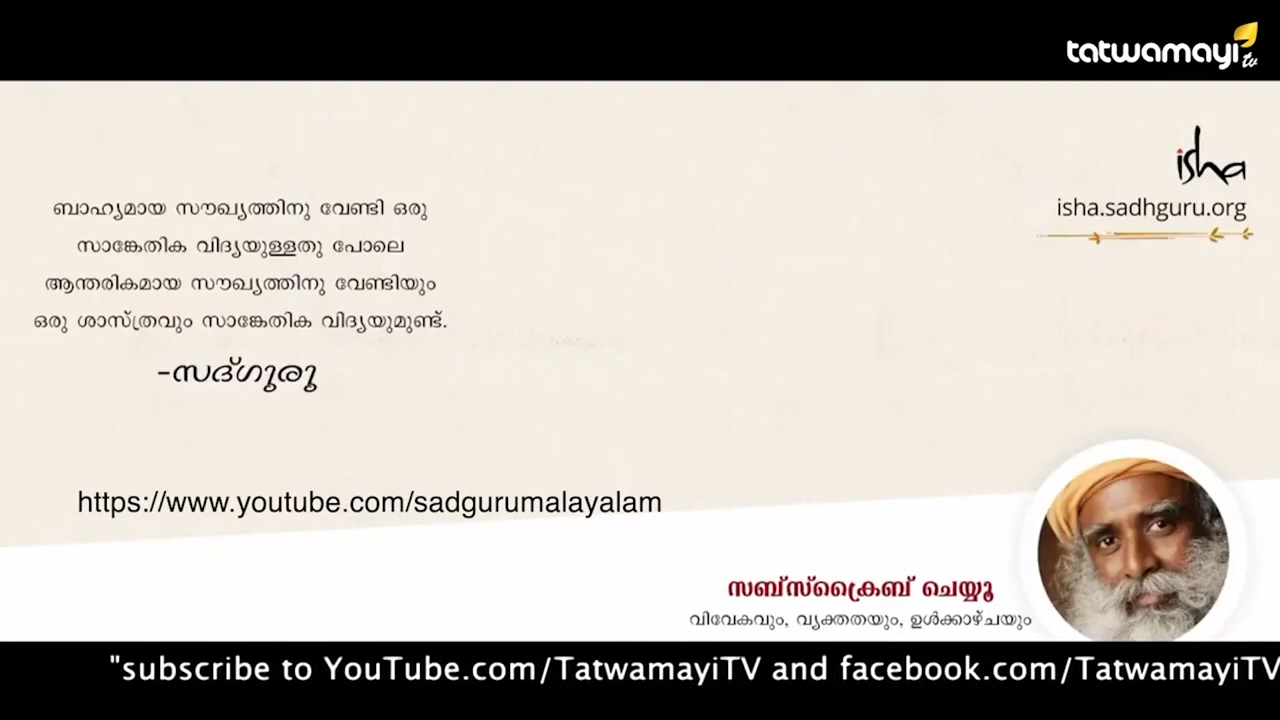 tatwamayi tv
isha
isha.sadhguru.org
ബാഹ്യമായ സൗഖ്യത്തിനു വേണ്ടി ഒരു
സാങ്കേതിക വിദ്യയുള്ളതു പോലെ
ആന്തരികമായ സൗഖ്യത്തിനു വേണ്ടിയും
ഒരു ശാസ്ത്രവും സാങ്കേതിക വിദ്യയുമുണ്ട്.
-സദ്ഗുരു
https://www.youtube.com/sadgurumalayalam
സബ്സ്ക്രൈബ് ചെയ്യൂ
വിവേകവും, വ്യക്തതയും, ഉൾക്കാഴ്ചയും
"subscribe to YouTube.com/TatwamayiTV and facebook.com/TatwamayiTV